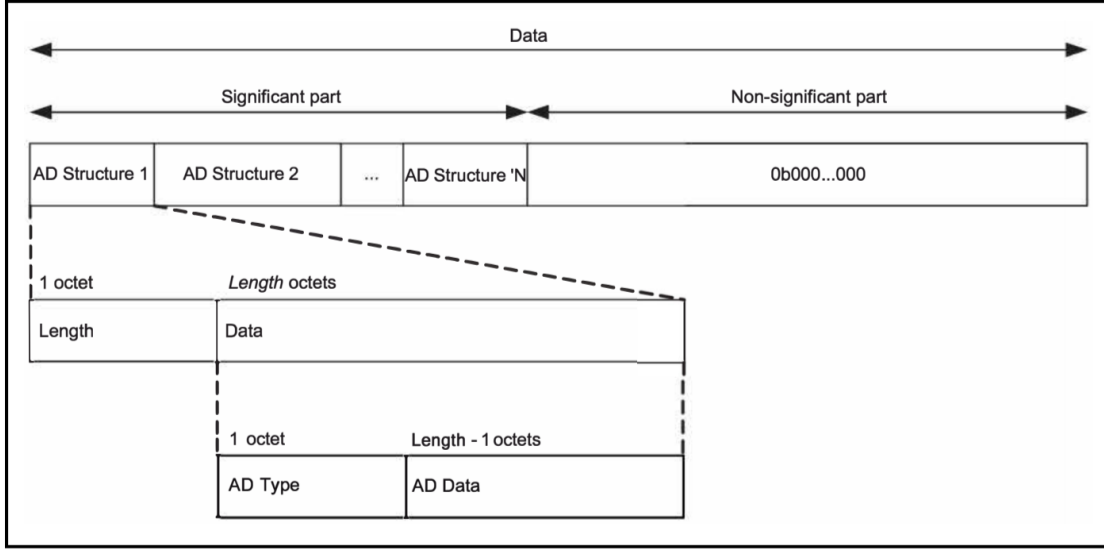 Data
Significant part Non-significant part
AD Structure 1 AD Structure 2 ... AD Structure 'N 0b000...000
1 octet Length octets
Length Data
1 octet Length - 1 octets
AD Type AD Data